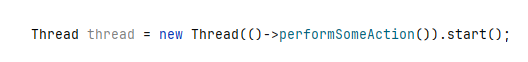 Thread thread = new Thread(()->performSomeAction()).start();